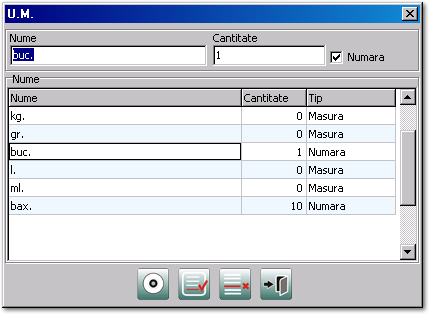 U.M.
Nume Cantitate
buc. 1 Numara
Nume
Nume Cantitate Tip
kg. 0 Masura
gr. 0 Masura
buc. 1 Numara
l. 0 Masura
ml. 0 Masura
bax. 10 Numara